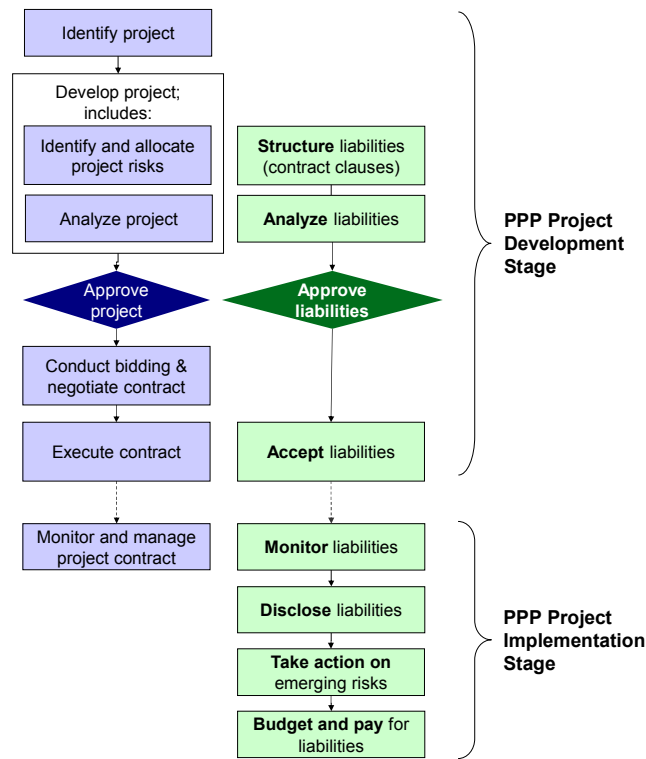 Identify project
Develop project;
includes:
Identify and allocate
project risks
Analyze project
Approve
project
Conduct bidding &
negotiate contract
Execute contract
Monitor and manage
project contract
Structure liabilities
(contract clauses)
Analyze liabilities
Approve
liabilities
Accept liabilities
Monitor liabilities
Disclose liabilities
Take action on
emerging risks
Budget and pay for
liabilities
PPP Project
Development
Stage
PPP Project
Implementation
Stage